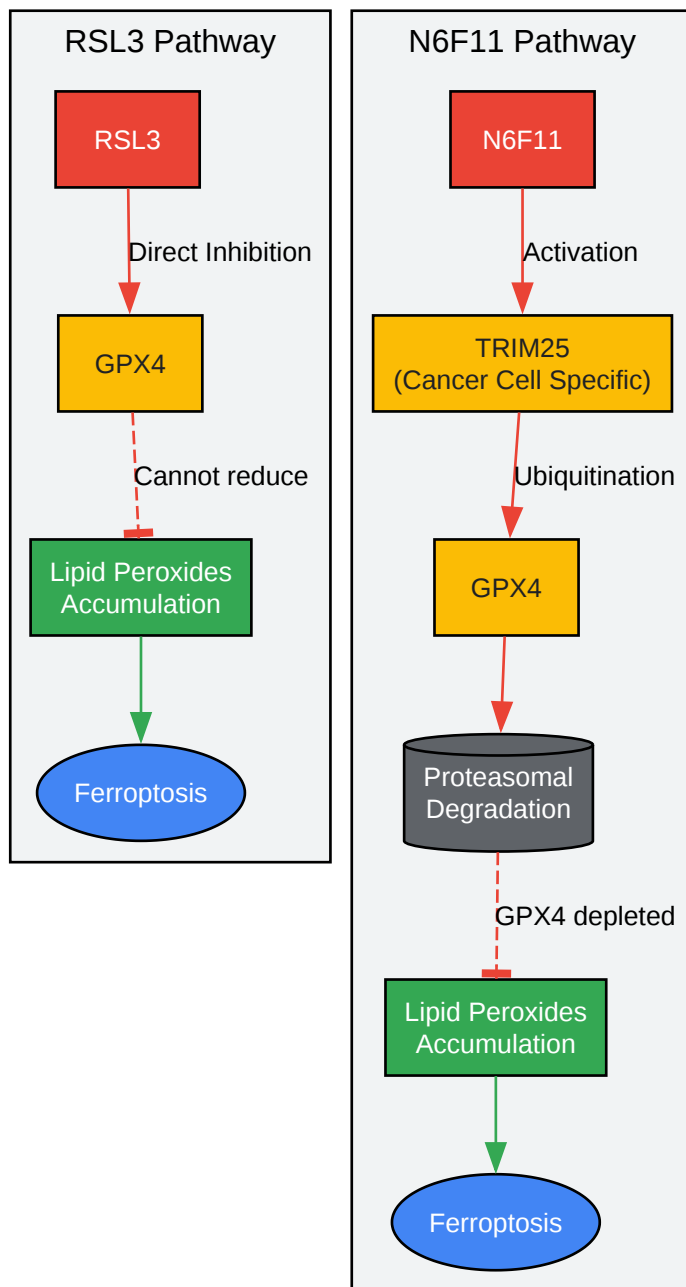 RSL3 Pathway
RSL3
Direct Inhibition
GPX4
Cannot reduce
Lipid Peroxides
Accumulation
Ferroptosis
N6F11 Pathway
N6F11
Activation
TRIM25
(Cancer Cell Specific)
Ubiquitination
GPX4
Proteasomal
Degradation
GPX4 depleted
Lipid Peroxides
Accumulation
Ferroptosis